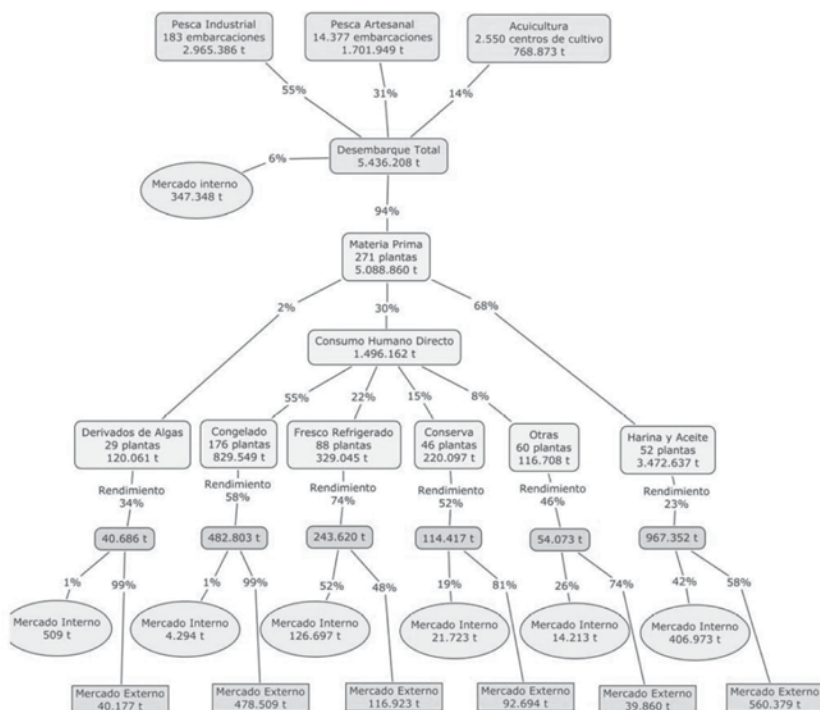 Pesca Industrial
183 embarcaciones
2.965.386 t
Pesca Artesanal
14.377 embarcaciones
1.701.949 t
Acuicultura
2.550 centros de cultivo
768.873 t
55%
31%
14%
Desembarque Total
5.436.208 t
6%
Mercado interno
347.348 t
94%
Materia Prima
271 plantas
5.088.860 t
2%
30%
68%
Consumo Humano Directo
1.496.162 t
55%
22%
15%
8%
Derivados de Algas
29 plantas
120.061 t
Congelado
176 plantas
829.549 t
Fresco Refrigerado
88 plantas
329.045 t
Conserva
46 plantas
220.097 t
Otras
60 plantas
116.708 t
Harina y Aceite
52 plantas
3.472.637 t
Rendimiento
34%
Rendimiento
58%
Rendimiento
74%
Rendimiento
52%
Rendimiento
46%
Rendimiento
23%
40.686 t
482.803 t
243.620 t
114.417 t
54.073 t
967.352 t
1%
99%
1%
99%
52%
48%
19%
81%
26%
74%
42%
58%
Mercado Interno
509 t
Mercado Interno
4.294 t
Mercado Interno
126.697 t
Mercado Interno
21.723 t
Mercado Interno
14.213 t
Mercado Interno
406.973 t
Mercado Externo
40.177 t
Mercado Externo
478.509 t
Mercado Externo
116.923 t
Mercado Externo
92.694 t
Mercado Externo
39.860 t
Mercado Externo
560.379 t